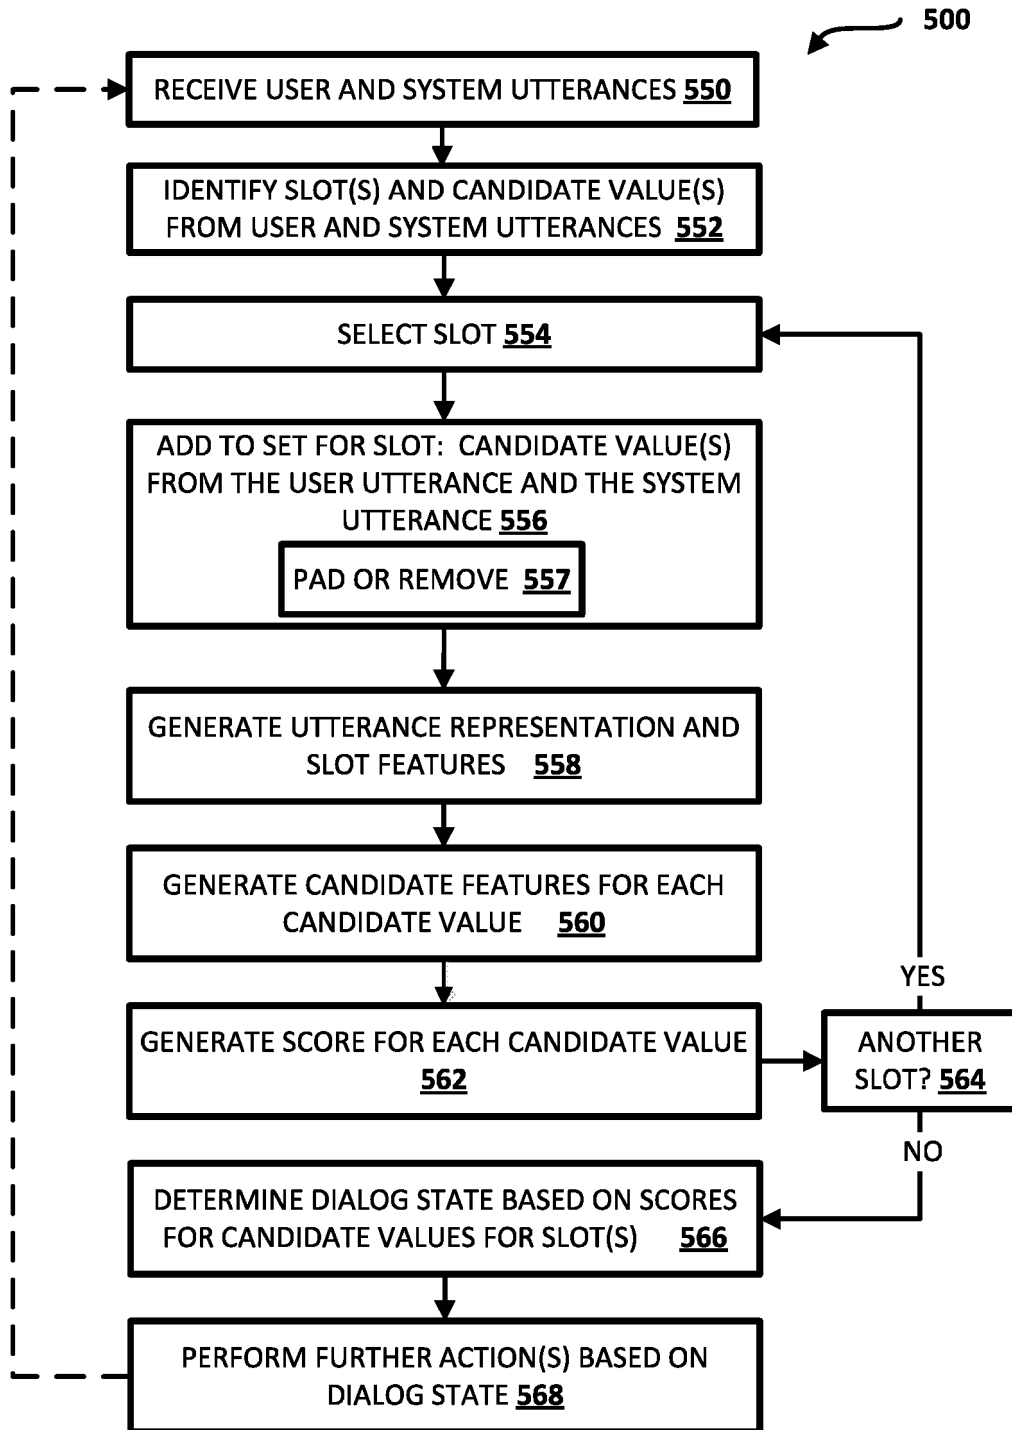 500
RECEIVE USER AND SYSTEM UTTERANCES 550
IDENTIFY SLOT(S) AND CANDIDATE VALUE(S)
FROM USER AND SYSTEM UTTERANCES 552
SELECT SLOT 554
ADD TO SET FOR SLOT: CANDIDATE VALUE(S)
FROM THE USER UTTERANCE AND THE SYSTEM
UTTERANCE 556
PAD OR REMOVE 557
GENERATE UTTERANCE REPRESENTATION AND
SLOT FEATURES 558
GENERATE CANDIDATE FEATURES FOR EACH
CANDIDATE VALUE 560
YES
GENERATE SCORE FOR EACH CANDIDATE VALUE
562
ANOTHER
SLOT? 564
NO
DETERMINE DIALOG STATE BASED ON SCORES
FOR CANDIDATE VALUES FOR SLOT(S) 566
PERFORM FURTHER ACTION(S) BASED ON
DIALOG STATE 568